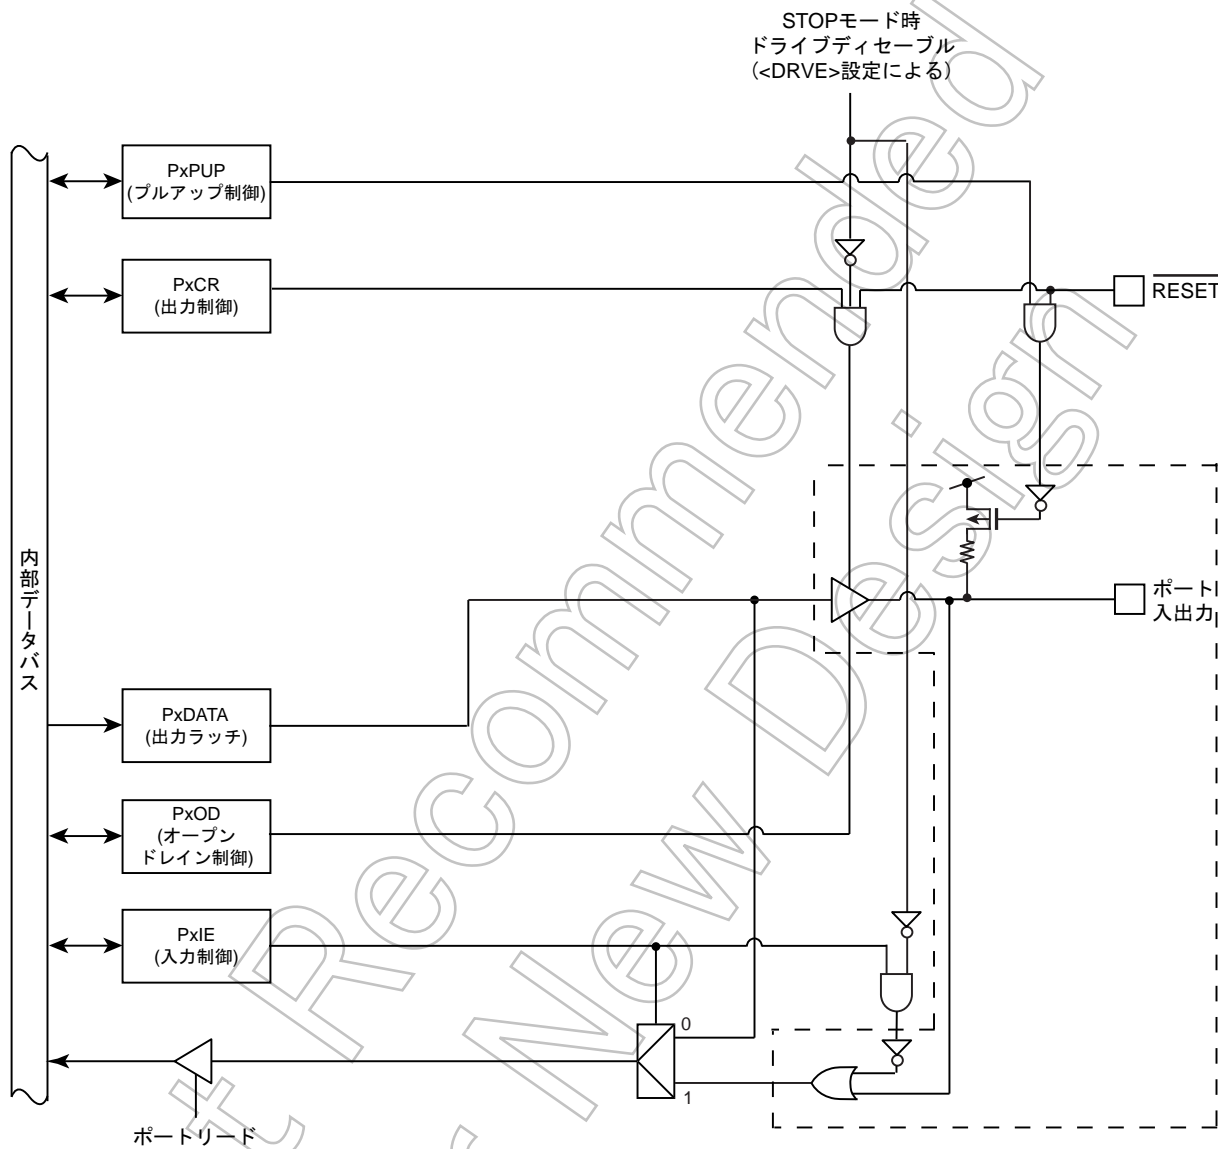 STOPモード時
ドライブディセーブル
(<DRVE>設定による)
PxPUP
(プルアップ制御)
PxCR
(出力制御)
RESET
内部データバス
ポート
入出力
PxDATA
(出力ラッチ)
PxOD
(オープン
ドレイン制御)
PxIE
(入力制御)
0
1
ポートリード
t Recommended
r New Design